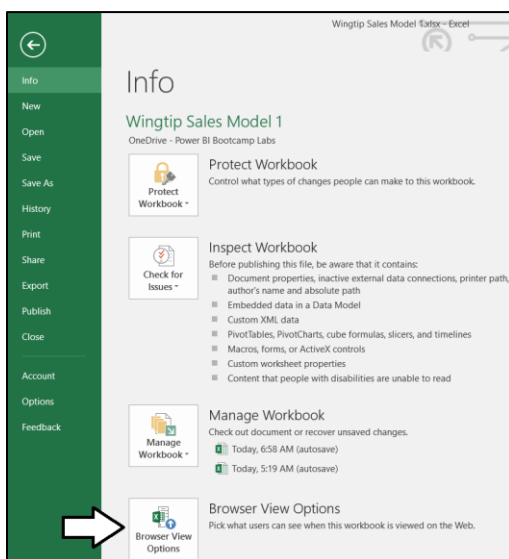 Wingtip Sales Model 1.xlsx - Excel
Info
New
Open
Save
Save As
History
Print
Share
Export
Publish
Close
Account
Options
Feedback
Info
Wingtip Sales Model 1
OneDrive - Power BI Bootcamp Labs
Protect
Workbook
Protect Workbook
Control what types of changes people can make to this workbook.
Check for
Issues
Inspect Workbook
Before publishing this file, be aware that it contains:
Document properties, inactive external data connections, printer path,
author's name and absolute path
Embedded data in a Data Model
Custom XML data
PivotTables, PivotCharts, cube formulas, slicers, and timelines
Macros, forms, or ActiveX controls
Custom worksheet properties
Content that people with disabilities are unable to read
Manage
Workbook
Manage Workbook
Check out document or recover unsaved changes.
Today, 6:58 AM (autosave)
Today, 5:19 AM (autosave)
Browser View
Options
Browser View Options
Pick what users can see when this workbook is viewed on the Web.